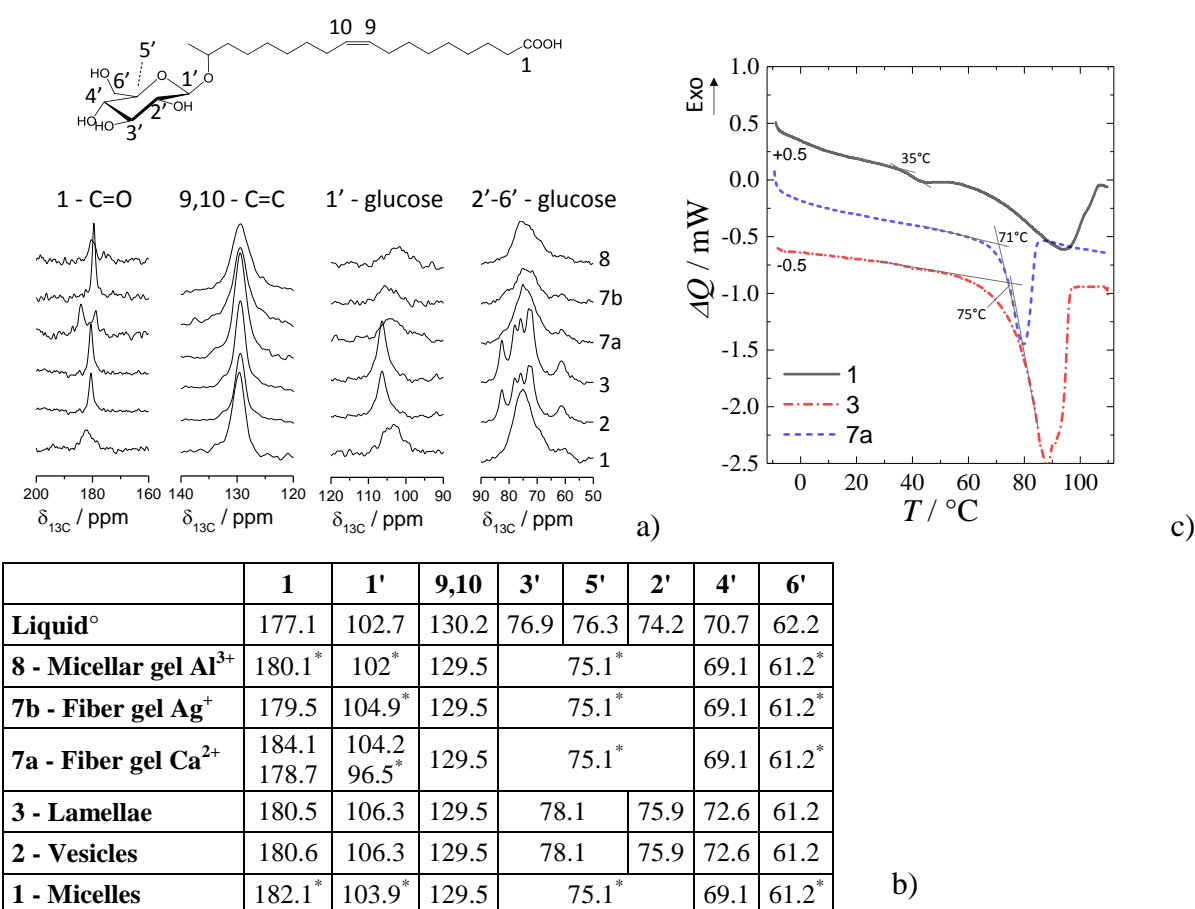 10 9
COOH
1
5'
HO 6' O 1' O
4'
HO HO 3' 2' OH
1 - C=O 9,10 - C=C 1' - glucose 2'-6' - glucose
8
7b
7a
3
2
1
200 180 160 140 130 120 110 100 90 90 80 70 60 50
δ13C / ppm δ13C / ppm δ13C / ppm δ13C / ppm
a)
Exo
1.0
0.5
0.0
-0.5
-1.0
-1.5
-2.0
-2.5
ΔQ / mW
+0.5
35°C
-0.5
71°C
75°C
1
3
7a
0 20 40 60 80 100
T / °C
c)
1 1' 9,10 3' 5' 2' 4' 6'
Liquid° 177.1 102.7 130.2 76.9 76.3 74.2 70.7 62.2
8 - Micellar gel Al3+ 180.1* 102* 129.5 75.1* 69.1 61.2*
7b - Fiber gel Ag+ 179.5 104.9* 129.5 75.1* 69.1 61.2*
7a - Fiber gel Ca2+ 184.1 178.7 104.2 96.5* 129.5 75.1* 69.1 61.2*
3 - Lamellae 180.5 106.3 129.5 78.1 75.9 72.6 61.2
2 - Vesicles 180.6 106.3 129.5 78.1 75.9 72.6 61.2
1 - Micelles 182.1* 103.9* 129.5 75.1* 69.1 61.2*
b)